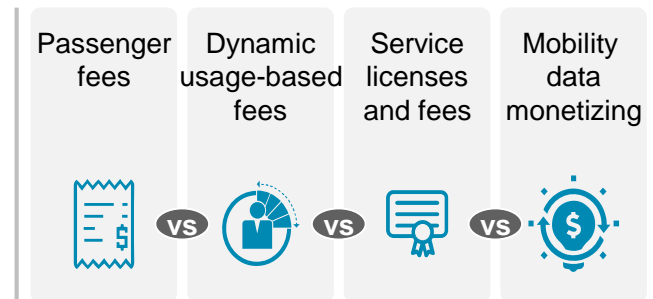 Passenger
fees
Dynamic
usage-based
fees
Service
licenses
and fees
Mobility
data
monetizing
$
vs
vs
vs
$